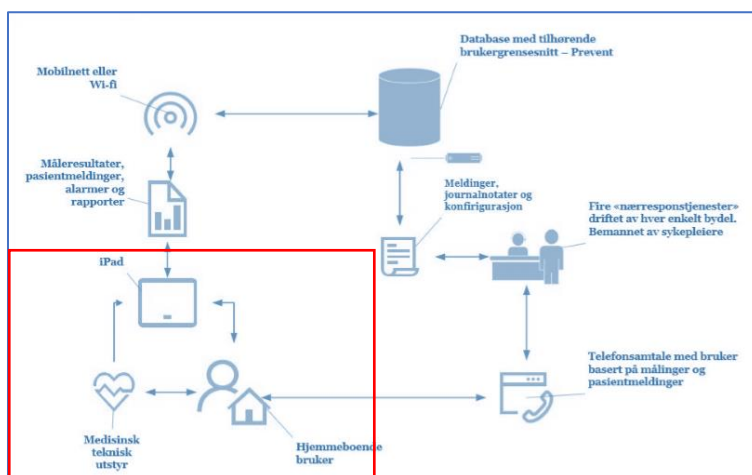 Database med tilhørende
brukergrensesnitt – Prevent
Mobilnett eller
Wi-fi
Måleresultater,
pasientmeldinger,
alarmer og
rapporter
Meldinger,
journalnotater og
konfirigurasjon
Fire «nærresponstjenester»
driftet av hver enkelt bydel.
Bemannet av sykepleiere
iPad
Telefonsamtale med bruker
basert på målinger og
pasientmeldinger
Medisinsk
teknisk
utstyr
Hjemmeboende
bruker